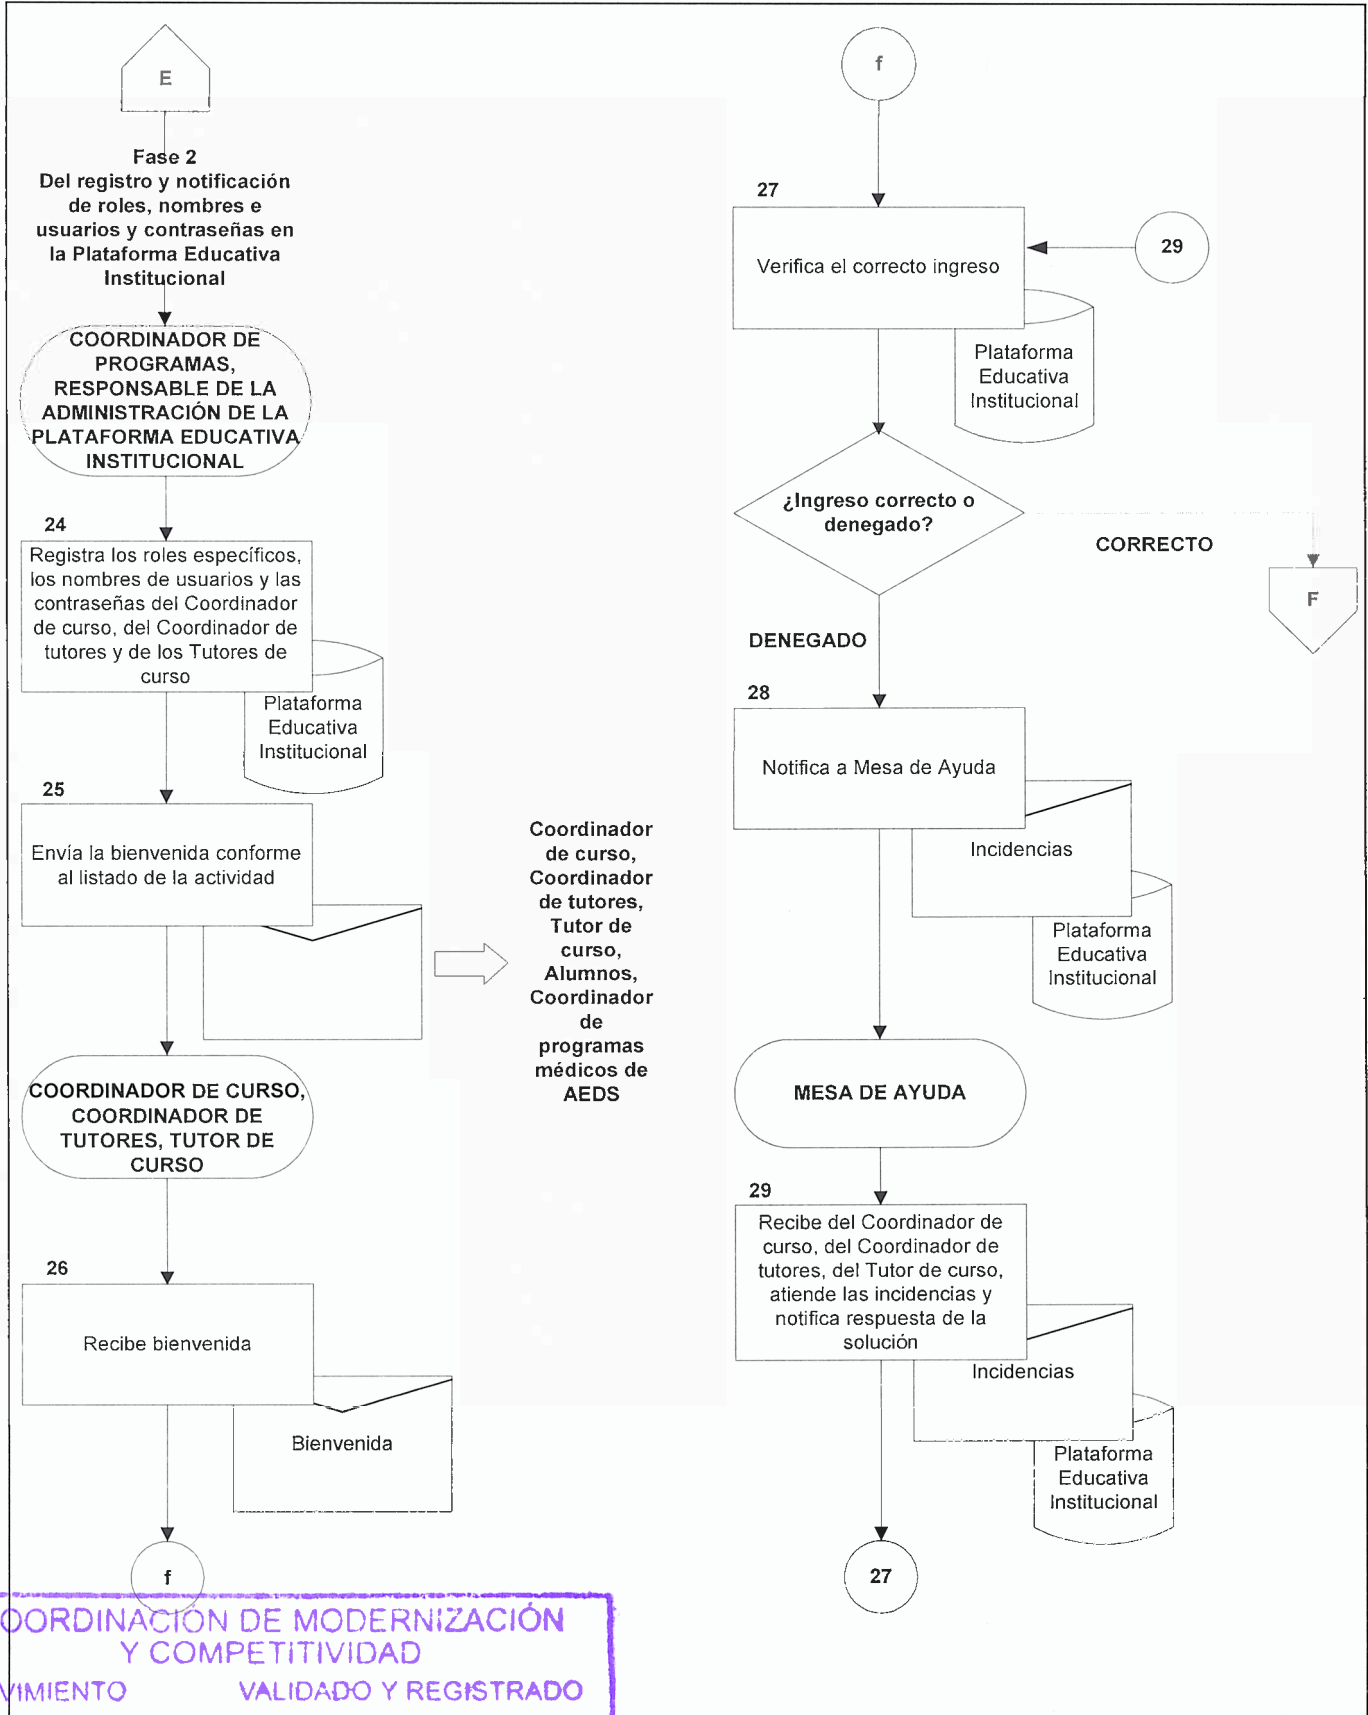 E
Fase 2
Del registro y notificación
de roles, nombres e
usuarios y contraseñas en
la Plataforma Educativa
Institucional
COORDINADOR DE
PROGRAMAS,
RESPONSABLE DE LA
ADMINISTRACIÓN DE LA
PLATAFORMA EDUCATIVA
INSTITUCIONAL
24
Registra los roles específicos,
los nombres de usuarios y las
contraseñas del Coordinador
de curso, del Coordinador de
tutores y de los Tutores de
curso
Plataforma
Educativa
Institucional
25
Envía la bienvenida conforme
al listado de la actividad
Coordinador
de curso,
Coordinador
de tutores,
Tutor de
curso,
Alumnos,
Coordinador
de
programas
médicos de
AEDS
COORDINADOR DE CURSO,
COORDINADOR DE
TUTORES, TUTOR DE
CURSO
26
Recibe bienvenida
Bienvenida
f
f
27
Verifica el correcto ingreso
29
Plataforma
Educativa
Institucional
¿Ingreso correcto o
denegado?
CORRECTO
F
DENEGADO
28
Notifica a Mesa de Ayuda
Incidencias
Plataforma
Educativa
Institucional
MESA DE AYUDA
29
Recibe del Coordinador de
curso, del Coordinador de
tutores, del Tutor de curso,
atiende las incidencias y
notifica respuesta de la
solución
Incidencias
Plataforma
Educativa
Institucional
27
OORDINACIÓN DE MODERNIZACIÓN
Y COMPETITIVIDAD
VIMIENTO VALIDADO Y REGISTRADO